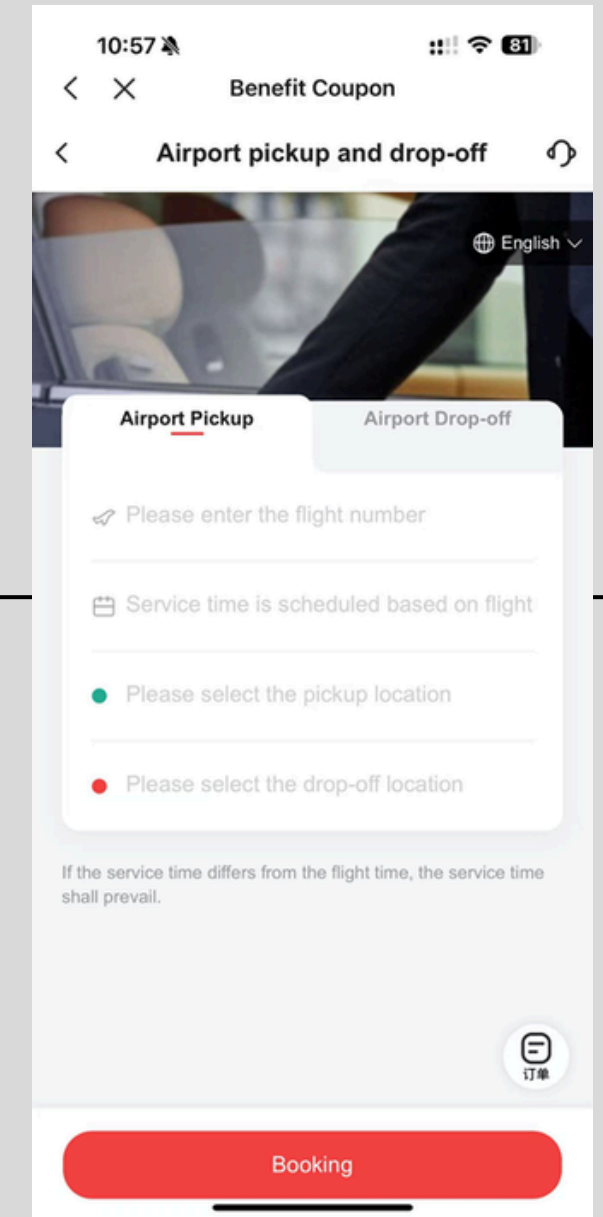 10:57
81
Benefit Coupon
Airport pickup and drop-off
English
Airport Pickup
Airport Drop-off
Please enter the flight number
Service time is scheduled based on flight
Please select the pickup location
Please select the drop-off location
If the service time differs from the flight time, the service time
shall prevail.
订单
Booking